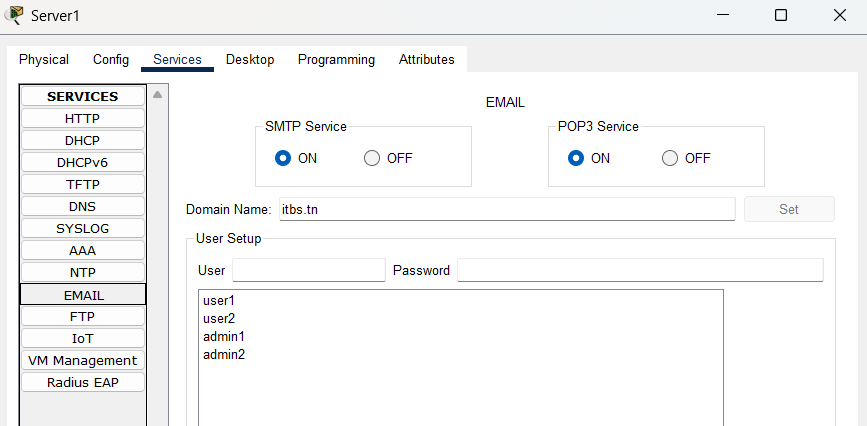 Server1
Physical Config Services Desktop Programming Attributes
SERVICES
HTTP
DHCP
DHCPv6
TFTP
DNS
SYSLOG
AAA
NTP
EMAIL
FTP
IoT
VM Management
Radius EAP
EMAIL
SMTP Service
ON OFF
POP3 Service
ON OFF
Domain Name: itbs.tn Set
User Setup
User Password
user1
user2
admin1
admin2